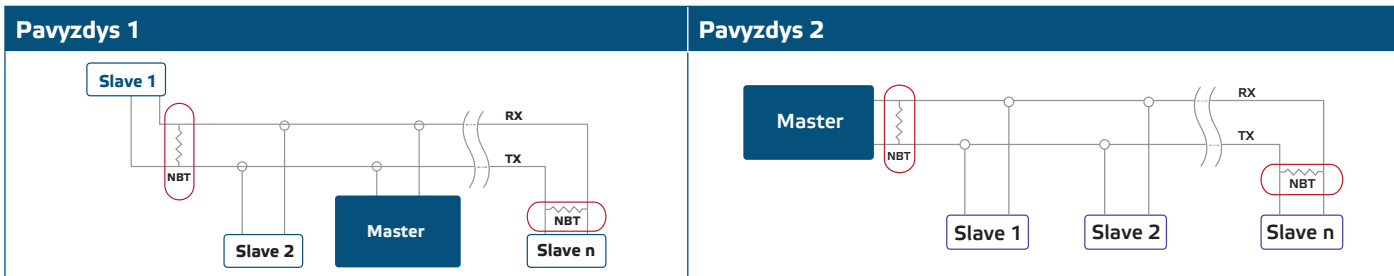 Pavyzdys 1
Slave 1
RX
TX
NBT
NBT
Master
Slave 2
Slave n
Pavyzdys 2
Master
RX
TX
NBT
NBT
Slave 1
Slave 2
Slave n